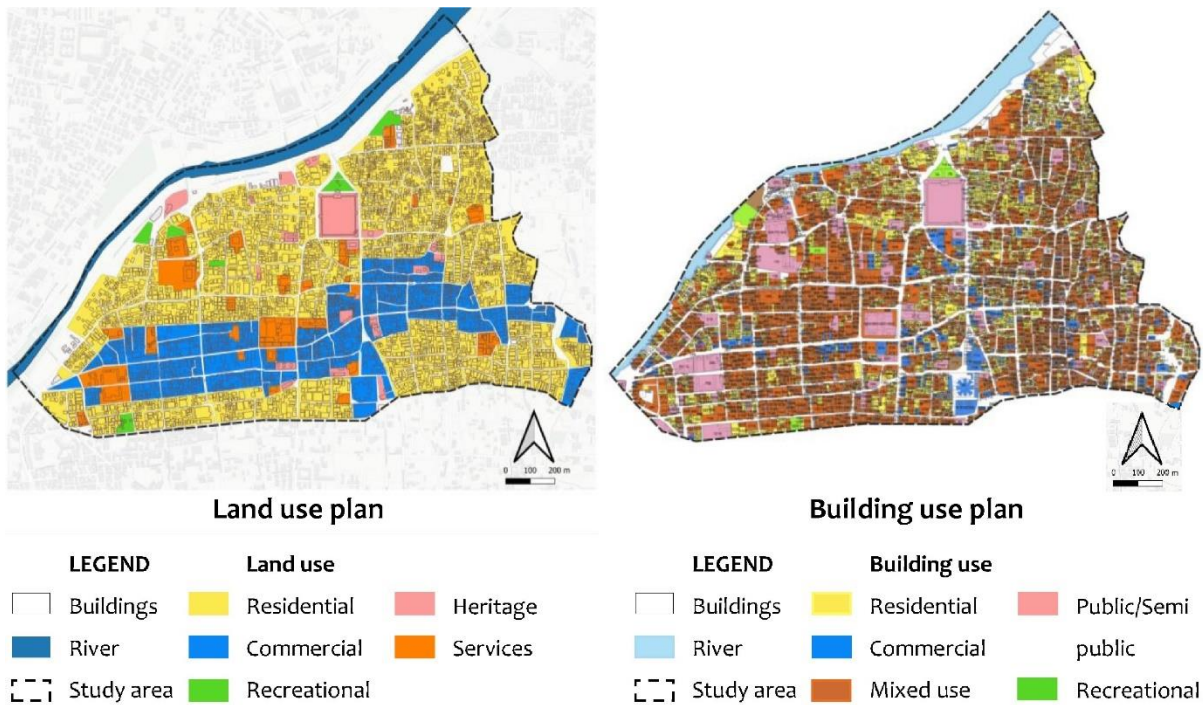 0 100 200 m
0 100 200 m
Land use plan
Building use plan
LEGEND
Land use
Buildings
Residential
Heritage
River
Commercial
Services
Study area
Recreational
LEGEND
Building use
Buildings
Residential
Public/Semi
public
River
Commercial
Study area
Mixed use
Recreational